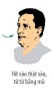 Hít vào thật sâu,
từ từ bằng mũi